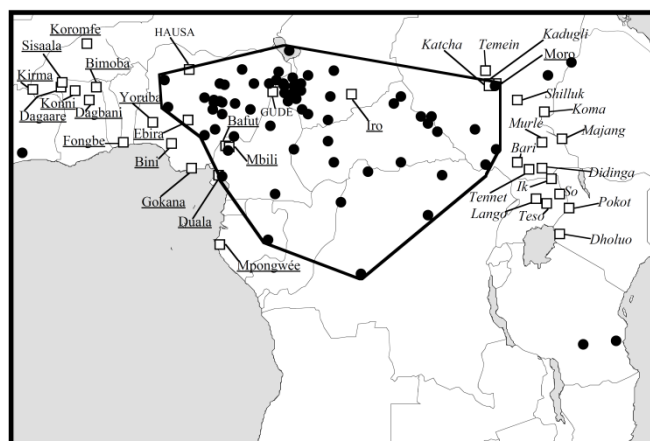 Koromfe
Sisaala
HAUSA
Temein
Kadugli
Katcha
Moro
Kirma
Bimoba
Konni
Dagaare
Dagbani
GUDE
Iro
Shilluk
Koma
Yoruba
Ebira
Bafut
Murle
Majang
Fongbe
Bini
Mbili
Bari
Didinga
Ik
So
Gokana
Tennet
Lango
Teso
Pokot
Duala
Dholuo
Mpongwée